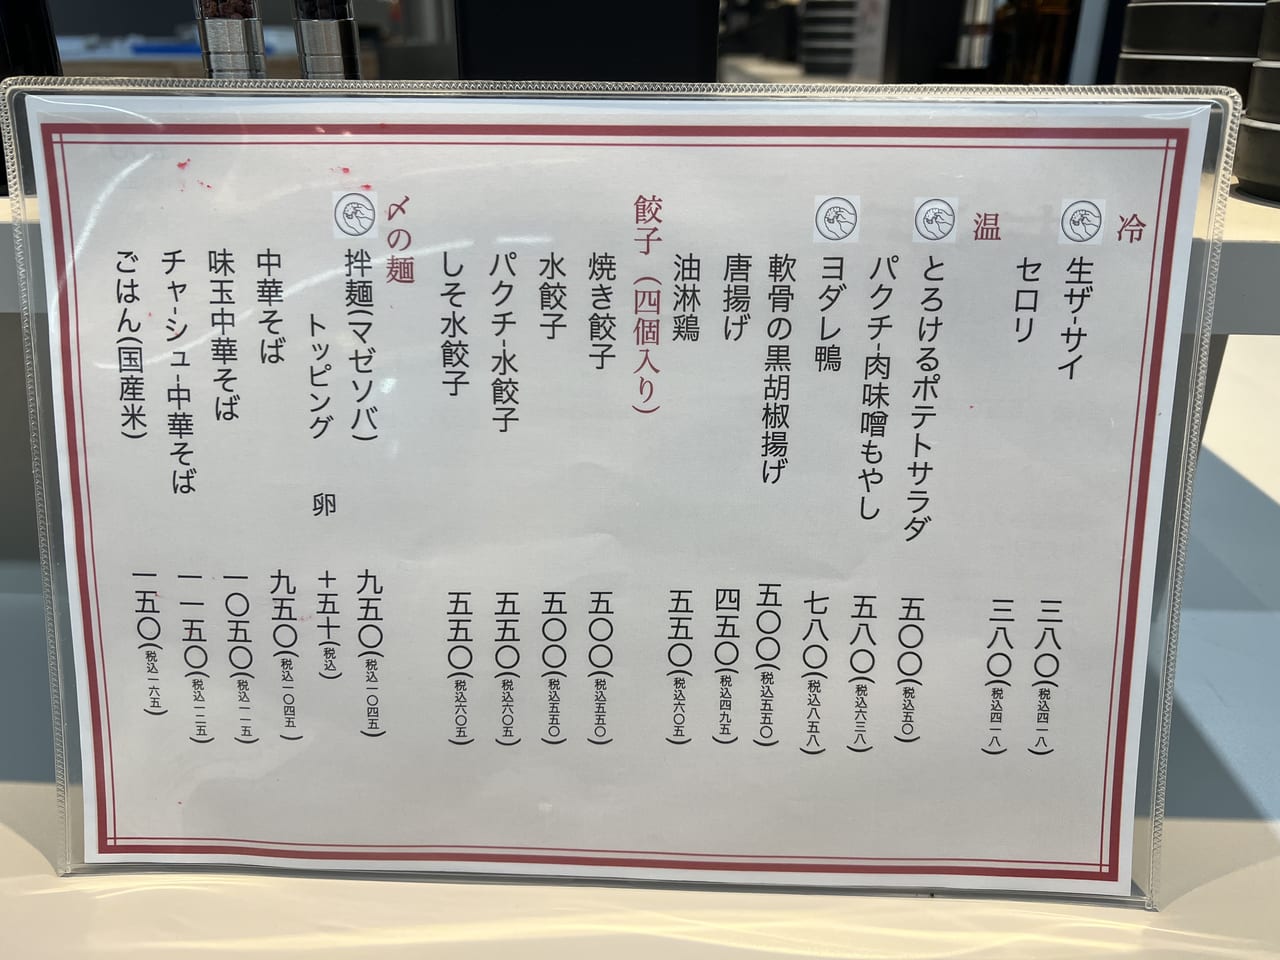 冷
生ザーサイ 三八〇(税込四一八)
セロリ 三八〇(税込四一八)
温
とろけるポテトサラダ 五〇〇(税込五〇)
パクチー肉味噌もやし 五八〇(税込六三八)
ヨダレ鴨 七八〇(税込八五八)
軟骨の黒胡椒揚げ 五〇〇(税込五五〇)
唐揚げ 四五〇(税込四九五)
油淋鶏 五五〇(税込六〇五)
餃子(四個入り)
焼き餃子 五〇〇(税込五五〇)
水餃子 五〇〇(税込五五〇)
パクチー水餃子 五五〇(税込六〇五)
しそ水餃子 五五〇(税込六〇五)
〆の麺
拌麺(マゼソバ) 九五〇(税込一〇四五)
トッピング 卵 +五十(税込)
中華そば 九五〇(税込一〇四五)
味玉中華そば 一〇五〇(税込一一五五)
チャーシュー中華そば 一一五〇(税込一二五)
ごはん(国産米) 一五〇(税込一六五)